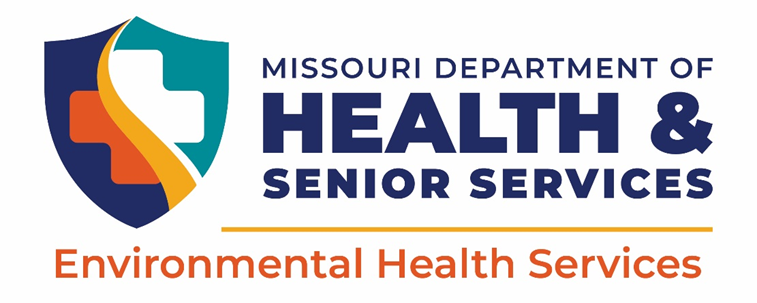 MISSOURI DEPARTMENT OF
HEALTH &
SENIOR SERVICES
Environmental Health Services